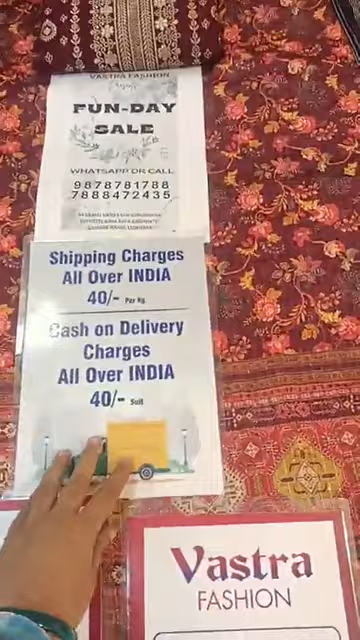 VASTRA FASHION
FUN-DAY
SALE
WHATSAPP OR CALL
9878781788
7888472435
Shipping Charges
All Over INDIA
40/- Per Kg.
Cash on Delivery
Charges
All Over INDIA
40/- Suit
Vastra
FASHION